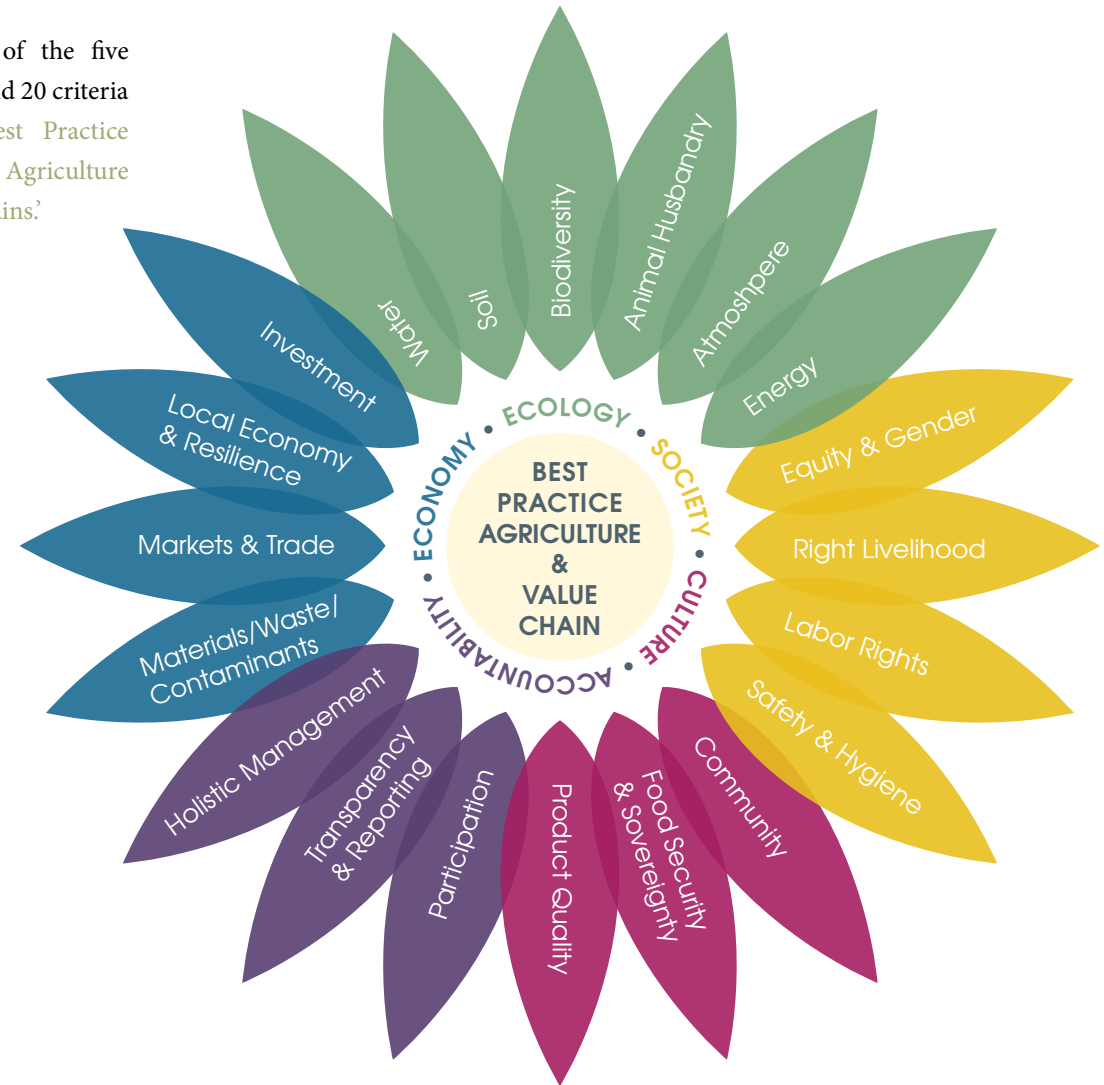 of the five
20 criteria
Practice
Agriculture
Biodiversity
Animal Husbandry
Atmoshpere
Energy
Equity & Gender
Right Livelihood
Labor Rights
Safety & Hygiene
Community
Food Security
& Sovereignty
Product Quality
Participation
Transparency
& Reporting
Holistic Management
Materials/Waste/
Contaminants
Markets & Trade
Local Economy
& Resilience
Investment
Water
Soil
ECOLOGY
SOCIETY
CULTURE
ACCOUNTABILITY
ECONOMY
BEST
PRACTICE
AGRICULTURE
&
VALUE
CHAIN